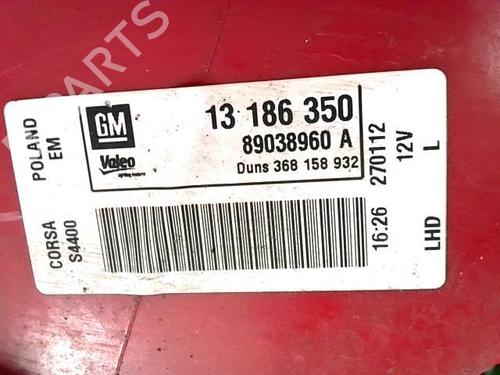 PARTS
POLAND
EM
GM
Valeo
13 186 350
89038960 A
Duns 368 158 932
270112
12V
L
CORSA
S4400
16:26
LHD